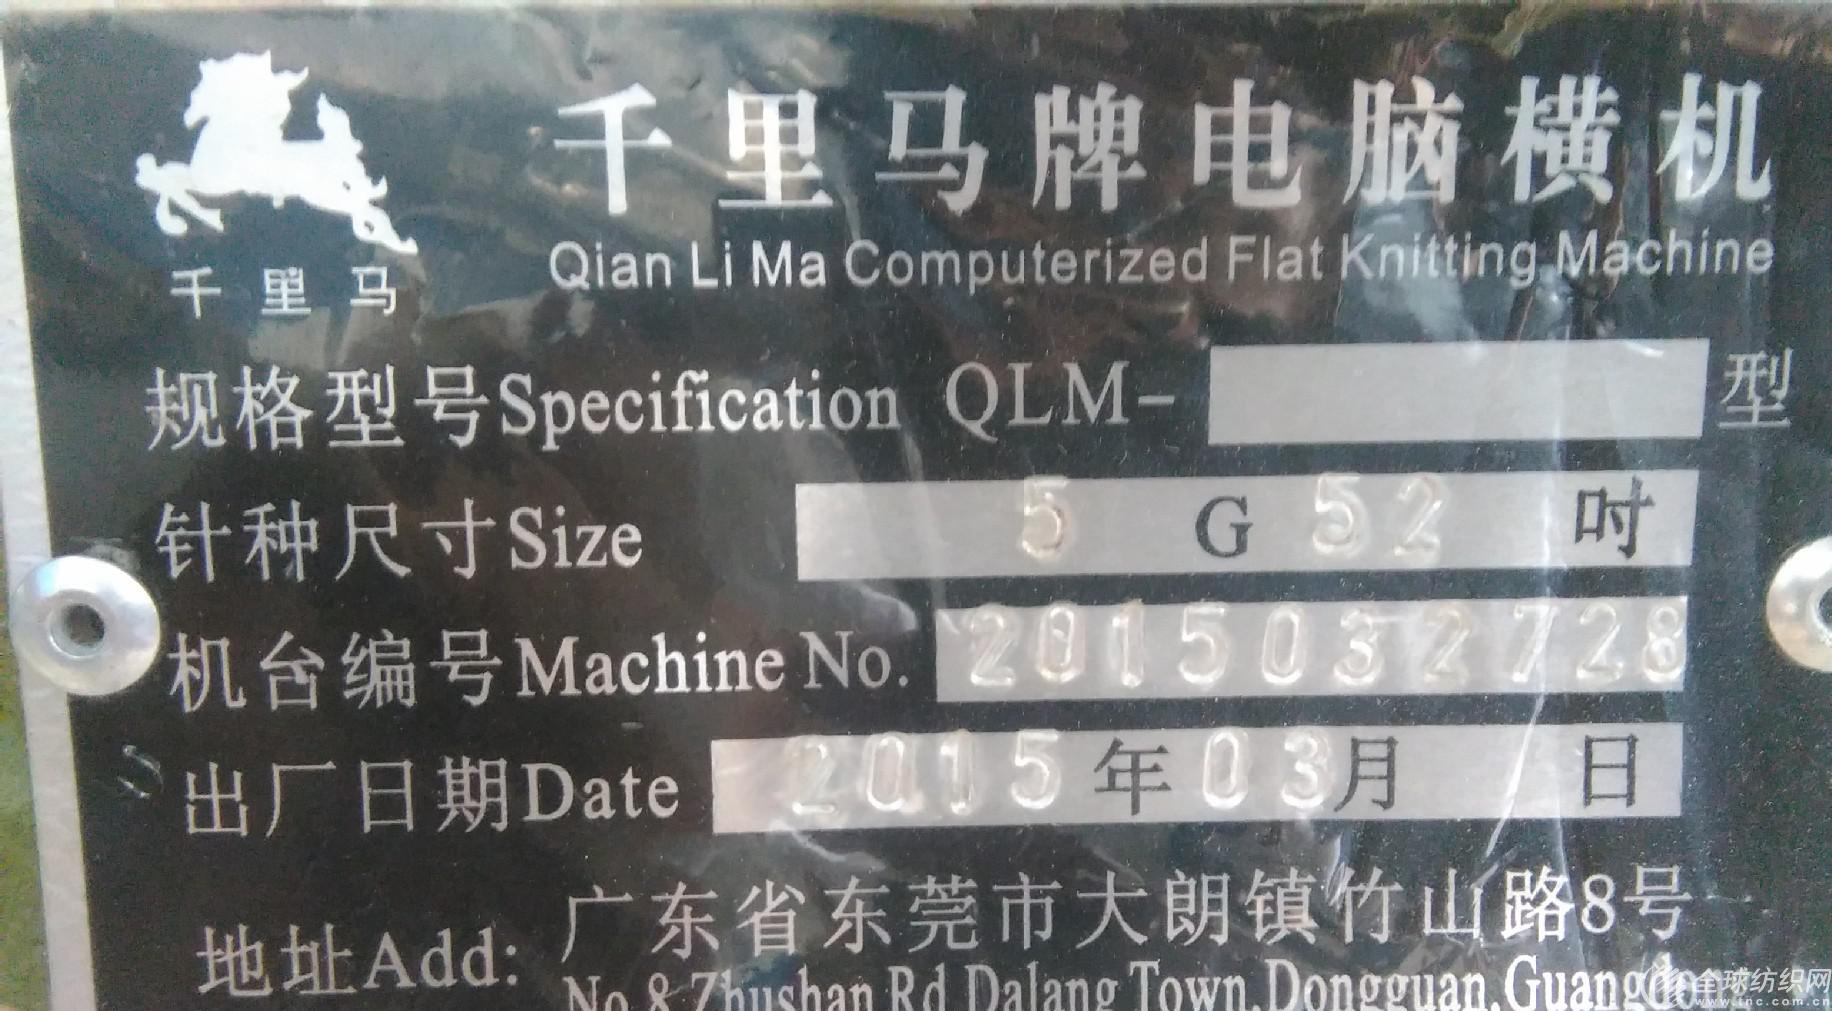 千里马牌电脑横机
Qian Li Ma Computerized Flat Knitting Machine
千里马
规格型号Specification QLM- 型
针种尺寸Size 5 G 52 吋
机台编号Machine No. 2015032728
出厂日期Date 2015年03月 日
地址Add: 广东省东莞市大朗镇竹山路8号
No.8 Zhushan Rd Dalang Town,Dongguan,Guangdong
全球纺织网
www.tnc.com.cn